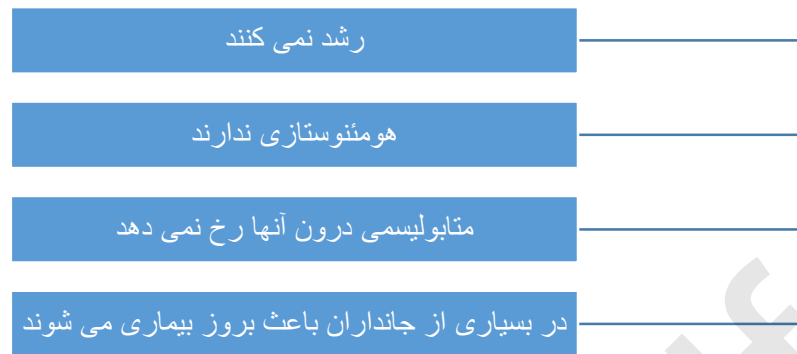 رشد نمی کنند
هومئنوستازی ندارند
متابولیسمی درون آنها رخ نمی دهد
در بسیاری از جانداران باعث بروز بیماری می شوند